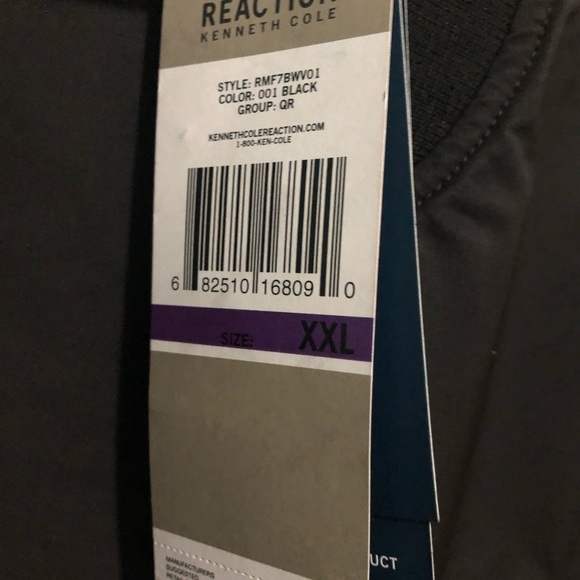 REACTION
KENNETH COLE
STYLE: RMF7BWV01
COLOR: 001 BLACK
GROUP: QR
KENNETHCOLEREACTION.COM
1-800-KEN-COLE
6 82510 16809 0
SIZE: XXL
MANUFACTURERS
SUGGESTED
RETAI
UCT